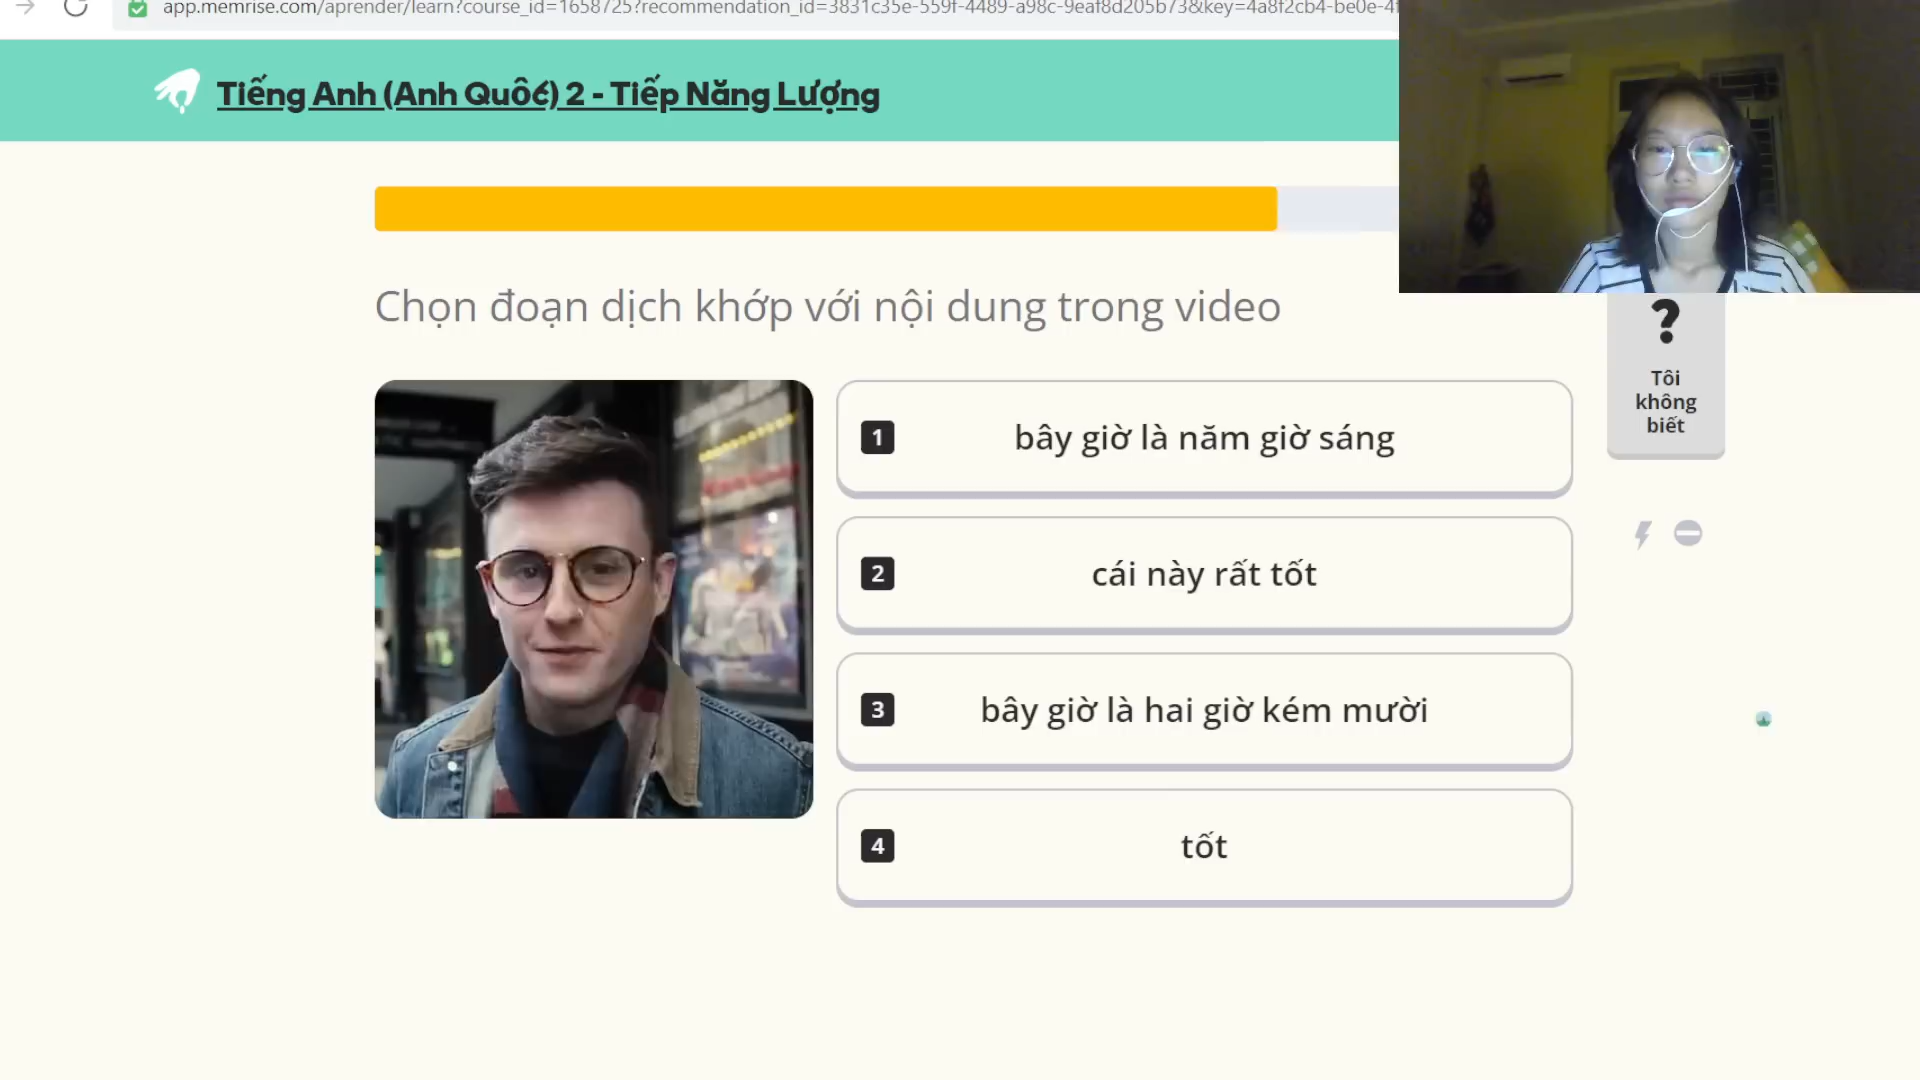 app.memrise.com/aprender/learn?course_id=1658725?recommendation_id=3831c35e-559f-4489-a98c-9eaf8d205b73&key=4a8f2cb4-be0e-4f
Tiếng Anh (Anh Quốc) 2 - Tiếp Năng Lượng
Chọn đoạn dịch khớp với nội dung trong video
?
Tôi
không
biết
1 bây giờ là năm giờ sáng
2 cái này rất tốt
3 bây giờ là hai giờ kém mười
4 tốt